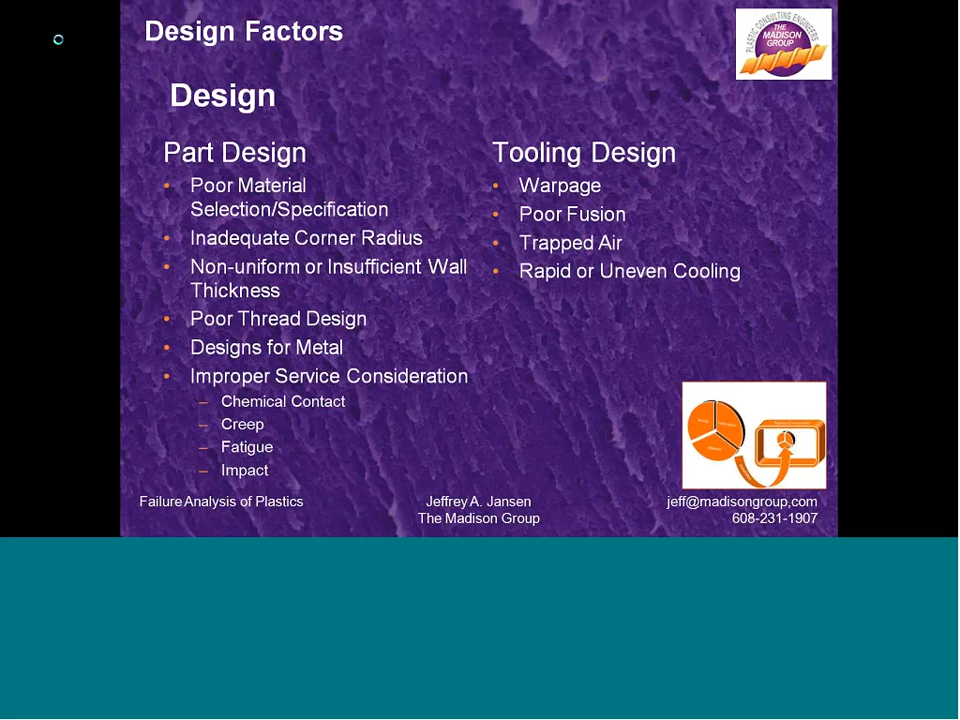 Design Factors
PLASTIC CONSULTING ENGINEERS
THE
MADISON
GROUP
Design
Part Design
• Poor Material
Selection/Specification
• Inadequate Corner Radius
• Non-uniform or Insufficient Wall
Thickness
• Poor Thread Design
• Designs for Metal
• Improper Service Consideration
– Chemical Contact
– Creep
– Fatigue
– Impact
Tooling Design
• Warpage
• Poor Fusion
• Trapped Air
• Rapid or Uneven Cooling
Failure Analysis of Plastics
Jeffrey A. Jansen
The Madison Group
jeff@madisongroup,com
608-231-1907